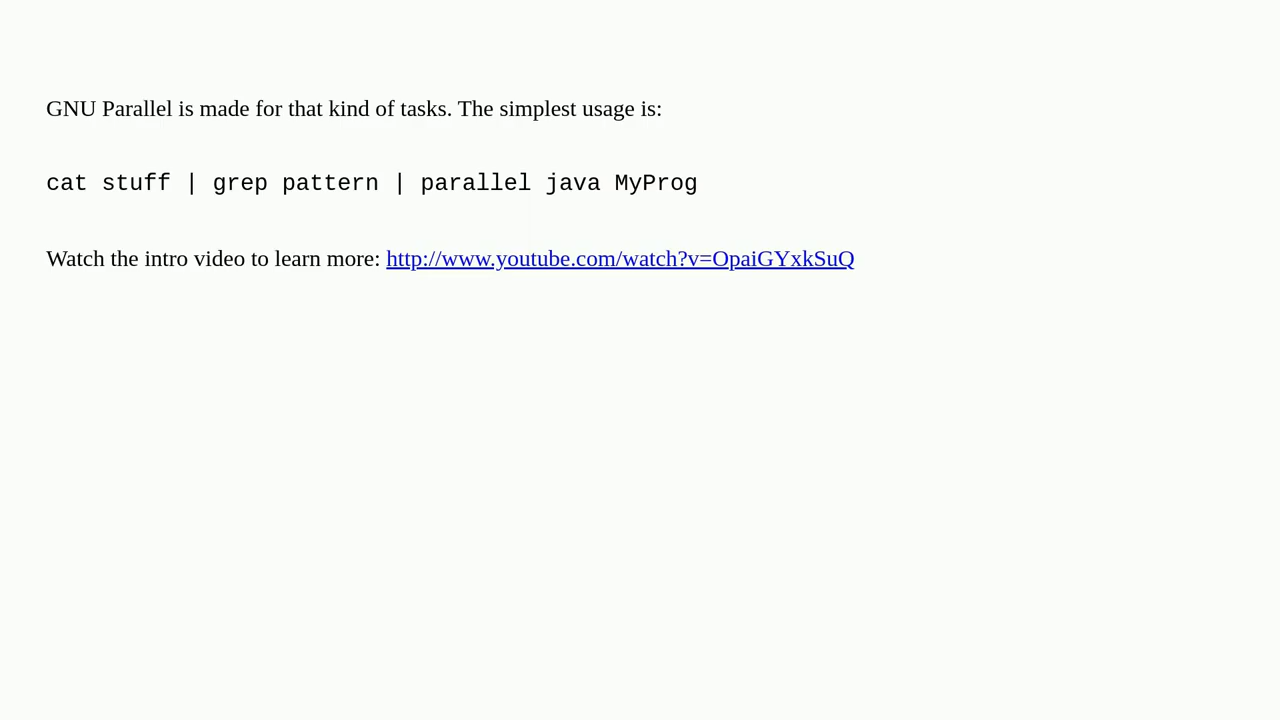 GNU Parallel is made for that kind of tasks. The simplest usage is:
cat stuff | grep pattern | parallel java MyProg
Watch the intro video to learn more: http://www.youtube.com/watch?v=OpaiGYxkSuQ